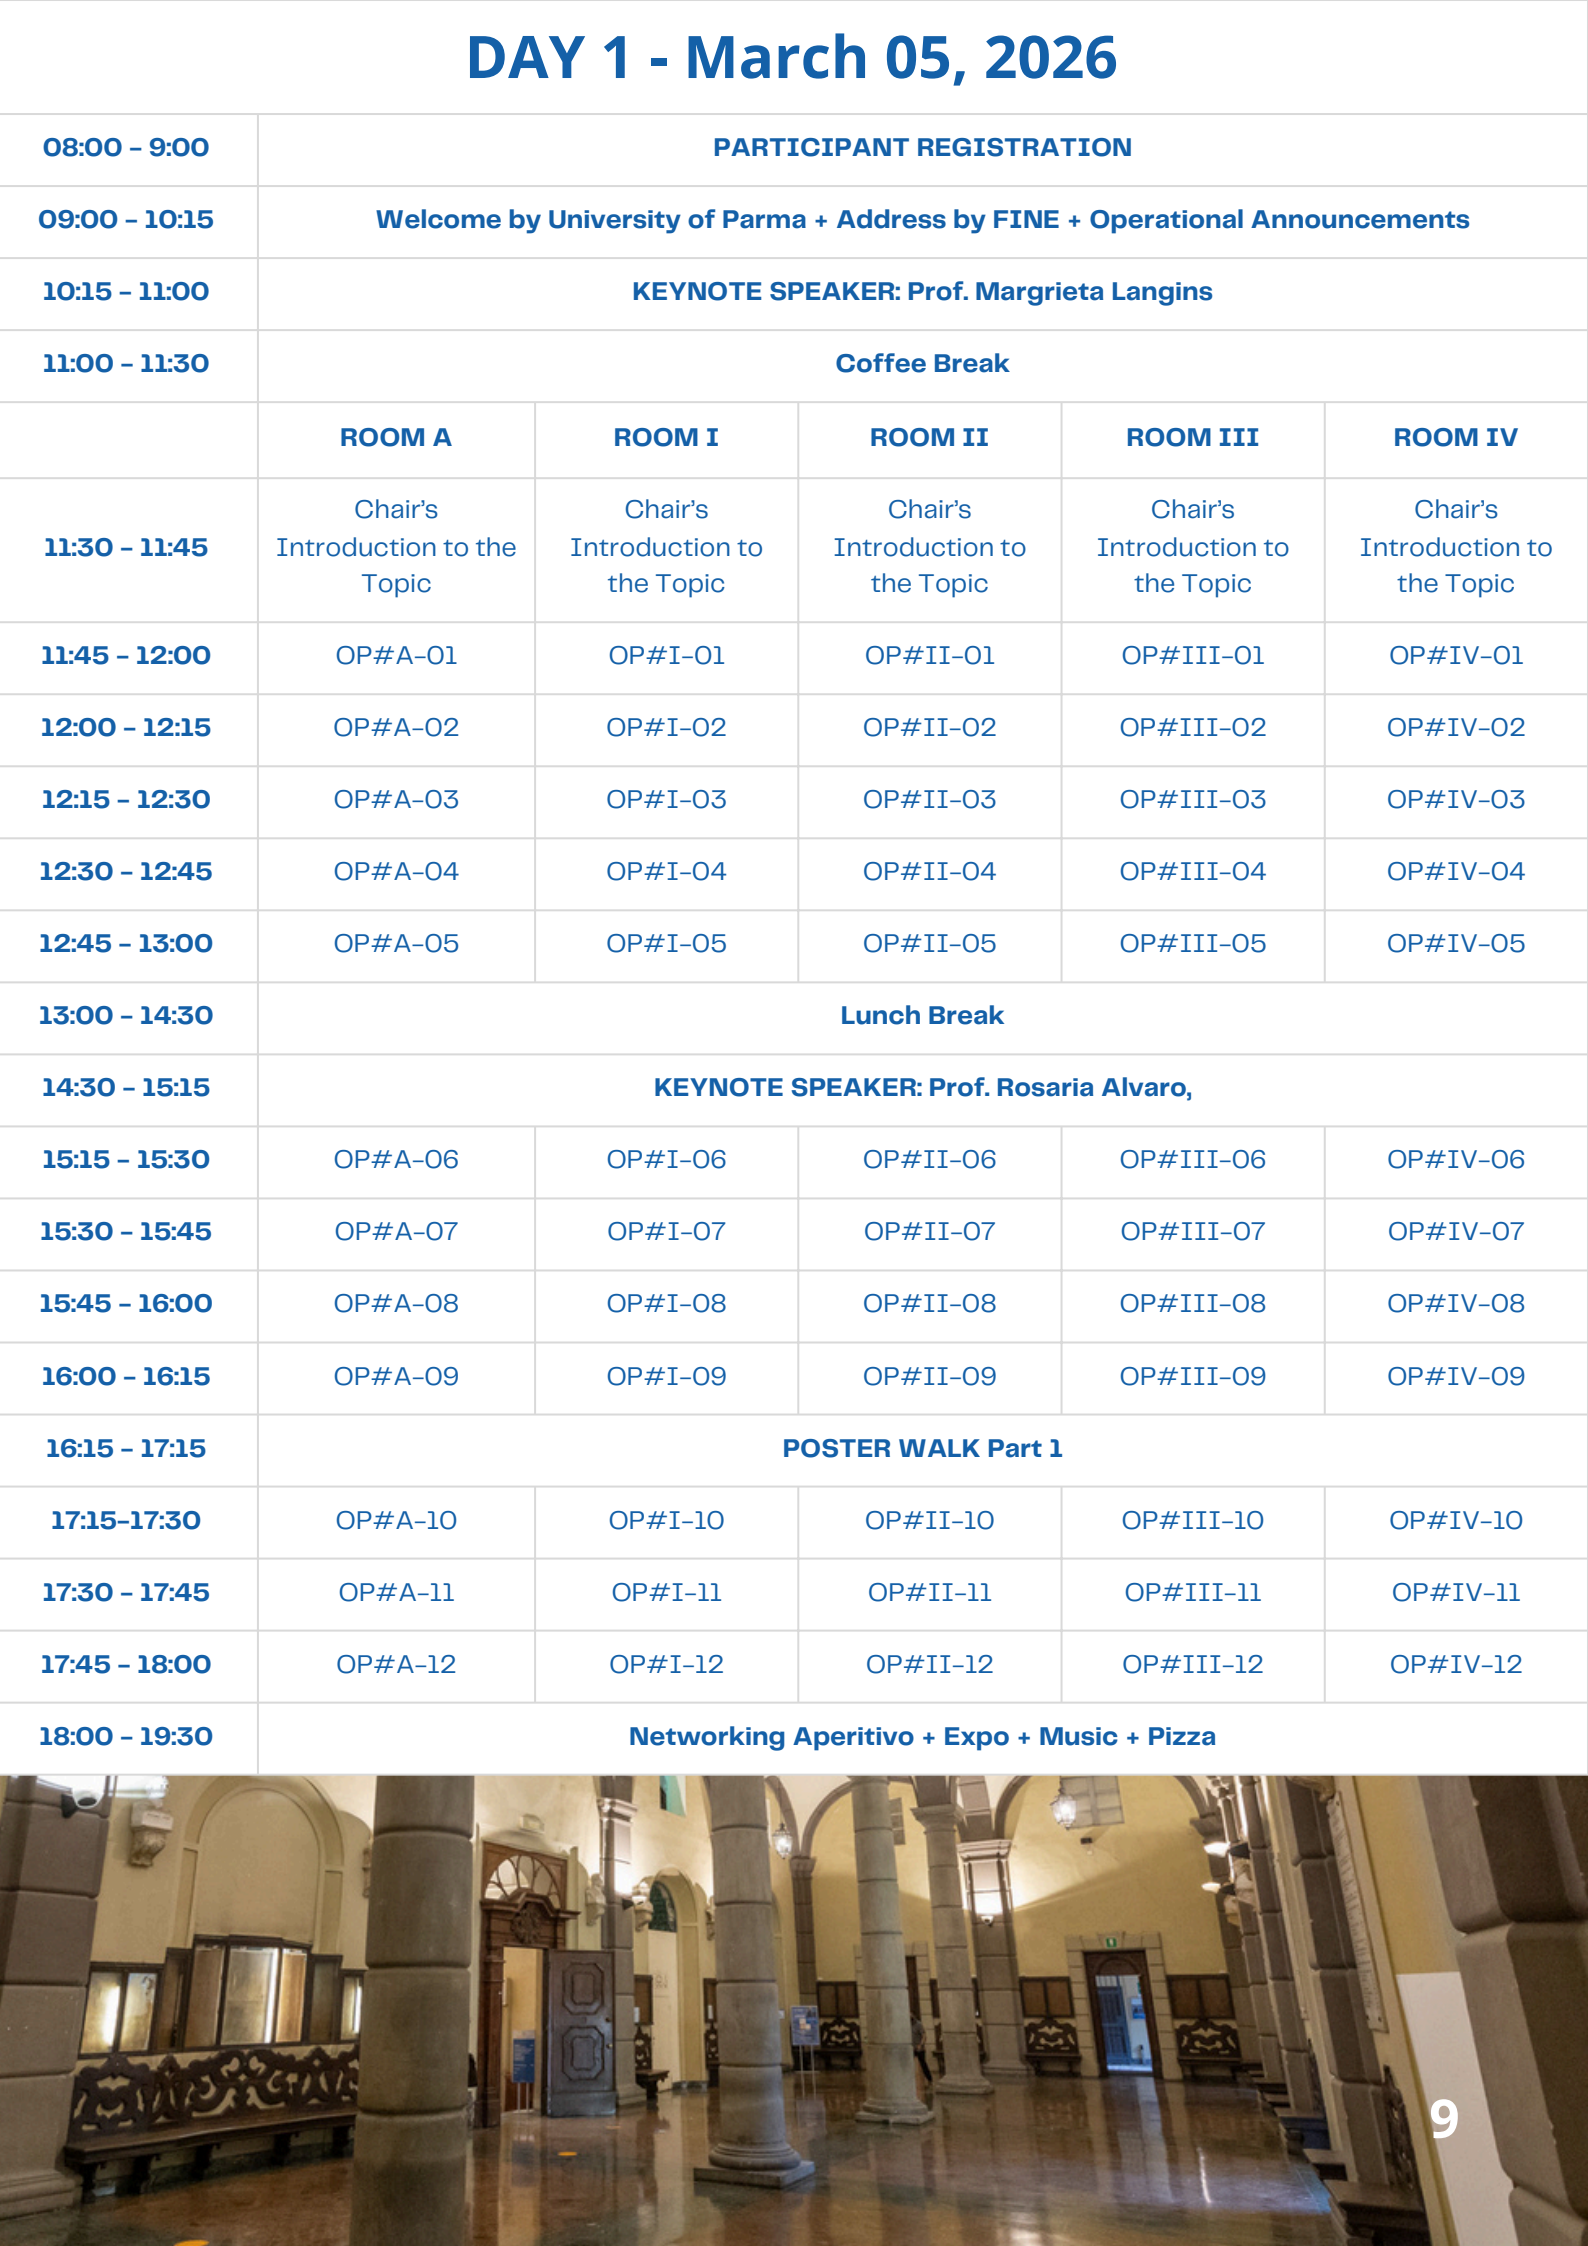 DAY 1 - March 05, 2026
08:00 – 9:00 PARTICIPANT REGISTRATION
09:00 – 10:15 Welcome by University of Parma + Address by FINE + Operational Announcements
10:15 – 11:00 KEYNOTE SPEAKER: Prof. Margrieta Langins
11:00 – 11:30 Coffee Break
ROOM A ROOM I ROOM II ROOM III ROOM IV
Chair’s Chair’s Chair’s Chair’s Chair’s
11:30 – 11:45 Introduction to the Introduction to Introduction to Introduction to Introduction to
Topic the Topic the Topic the Topic the Topic
11:45 – 12:00 OP#A-01 OP#I-01 OP#II-01 OP#III-01 OP#IV-01
12:00 – 12:15 OP#A-02 OP#I-02 OP#II-02 OP#III-02 OP#IV-02
12:15 – 12:30 OP#A-03 OP#I-03 OP#II-03 OP#III-03 OP#IV-03
12:30 – 12:45 OP#A-04 OP#I-04 OP#II-04 OP#III-04 OP#IV-04
12:45 – 13:00 OP#A-05 OP#I-05 OP#II-05 OP#III-05 OP#IV-05
13:00 – 14:30 Lunch Break
14:30 – 15:15 KEYNOTE SPEAKER: Prof. Rosaria Alvaro,
15:15 – 15:30 OP#A-06 OP#I-06 OP#II-06 OP#III-06 OP#IV-06
15:30 – 15:45 OP#A-07 OP#I-07 OP#II-07 OP#III-07 OP#IV-07
15:45 – 16:00 OP#A-08 OP#I-08 OP#II-08 OP#III-08 OP#IV-08
16:00 – 16:15 OP#A-09 OP#I-09 OP#II-09 OP#III-09 OP#IV-09
16:15 – 17:15 POSTER WALK Part 1
17:15–17:30 OP#A-10 OP#I-10 OP#II-10 OP#III-10 OP#IV-10
17:30 – 17:45 OP#A-11 OP#I-11 OP#II-11 OP#III-11 OP#IV-11
17:45 – 18:00 OP#A-12 OP#I-12 OP#II-12 OP#III-12 OP#IV-12
18:00 – 19:30 Networking Aperitivo + Expo + Music + Pizza
9